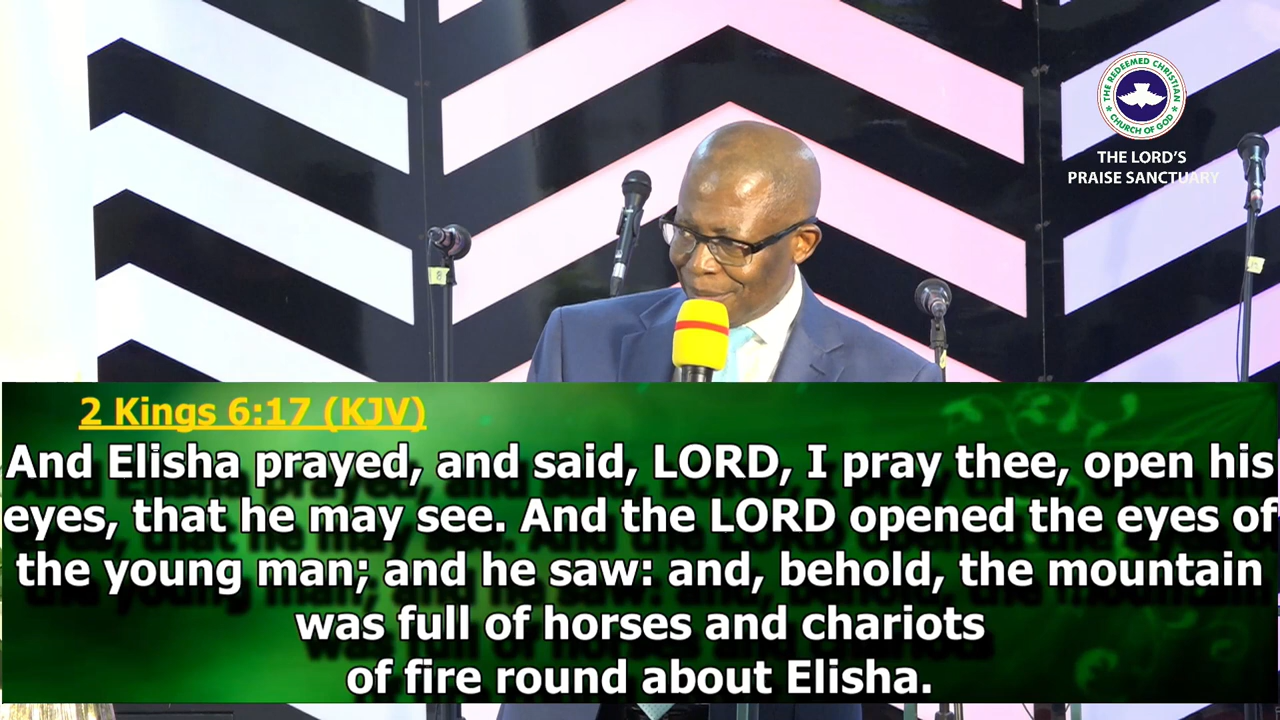 THE REDEEMED CHRISTIAN
CHURCH OF GOD
THE LORD'S
PRAISE SANCTUARY
8
2 Kings 6:17 (KJV)
And Elisha prayed, and said, LORD, I pray thee, open his
eyes, that he may see. And the LORD opened the eyes of
the young man; and he saw: and, behold, the mountain
was full of horses and chariots
of fire round about Elisha.